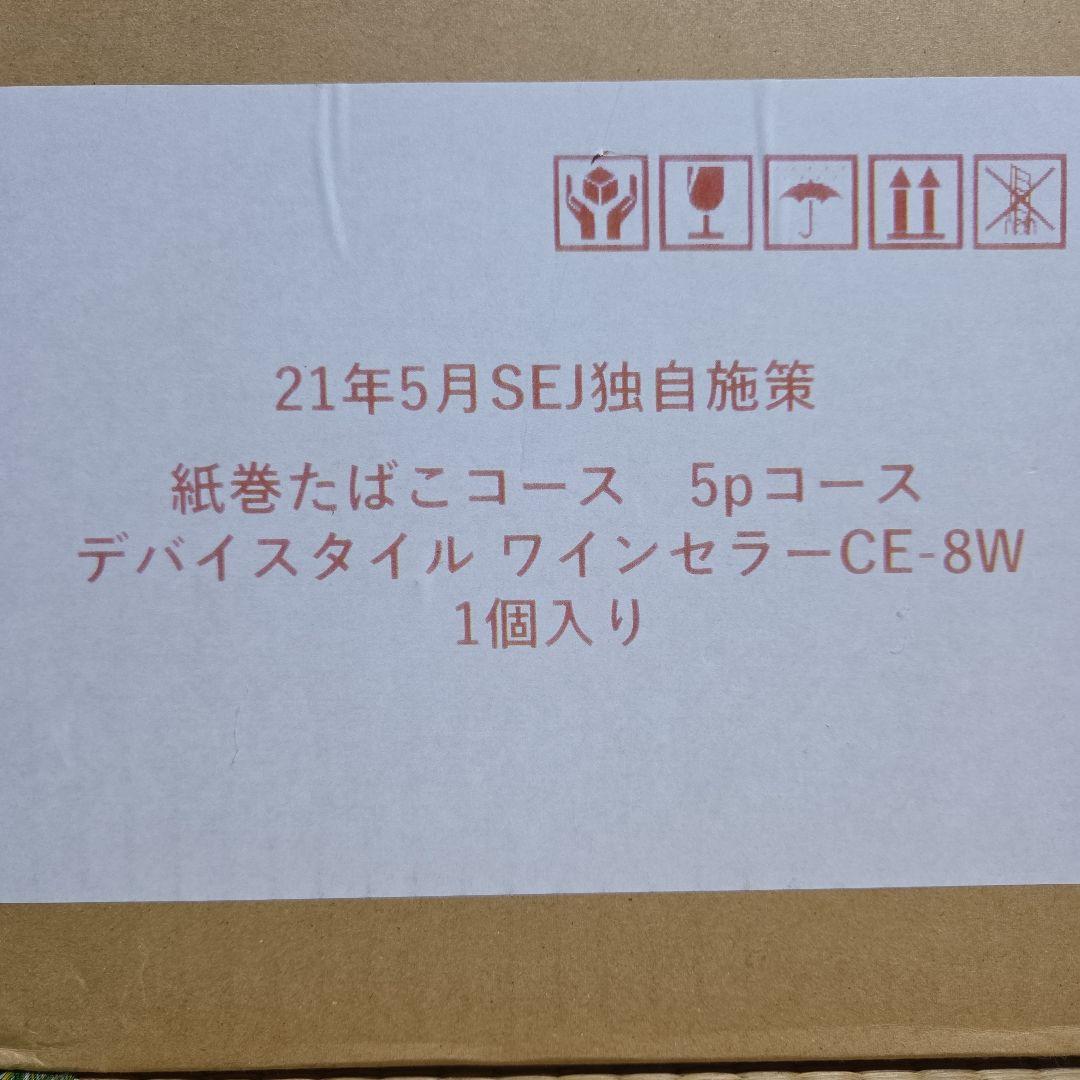 21年5月SEJ独自施策
紙巻たばこコース　5pコース
デバイスタイル ワインセラーCE-8W
1個入り